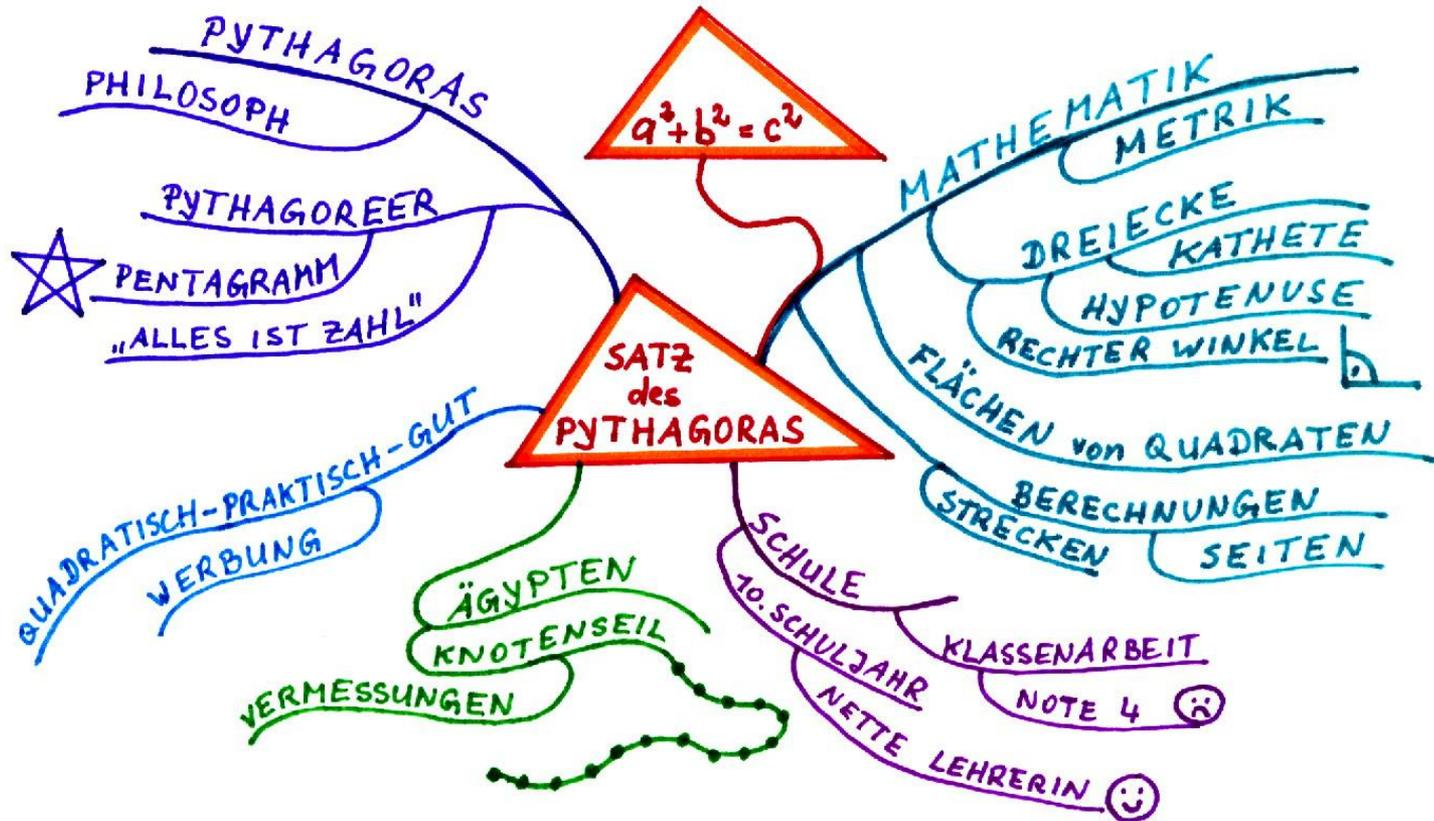 a² + b² = c²
SATZ
des
PYTHAGORAS
PYTHAGORAS
PHILOSOPH
PYTHAGOREER
PENTAGRAMM
„ALLES IST ZAHL"
QUADRATISCH-PRAKTISCH-GUT
WERBUNG
ÄGYPTEN
KNOTENSEIL
VERMESSUNGEN
SCHULE
10. SCHULJAHR
NETTE LEHRERIN
KLASSENARBEIT
NOTE 4
MATHEMATIK
METRIK
DREIECKE
KATHETE
HYPOTENUSE
RECHTER WINKEL
FLÄCHEN von QUADRATEN
BERECHNUNGEN
STRECKEN
SEITEN